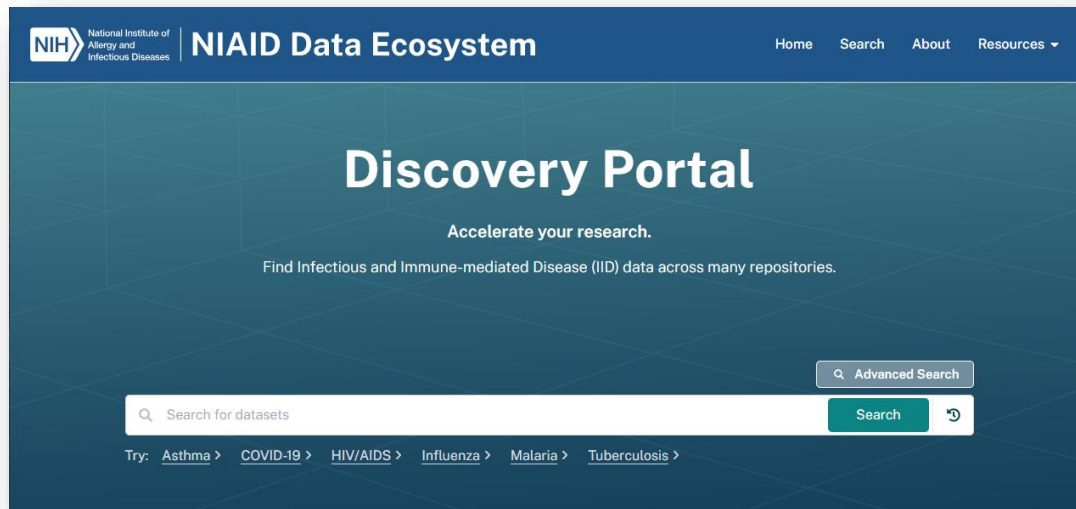 NIH
National Institute of
Allergy and
Infectious Diseases
NIAID Data Ecosystem
Home Search About Resources
Discovery Portal
Accelerate your research.
Find Infectious and Immune-mediated Disease (IID) data across many repositories.
Advanced Search
Search for datasets
Search
Try: Asthma > COVID-19 > HIV/AIDS > Influenza > Malaria > Tuberculosis >